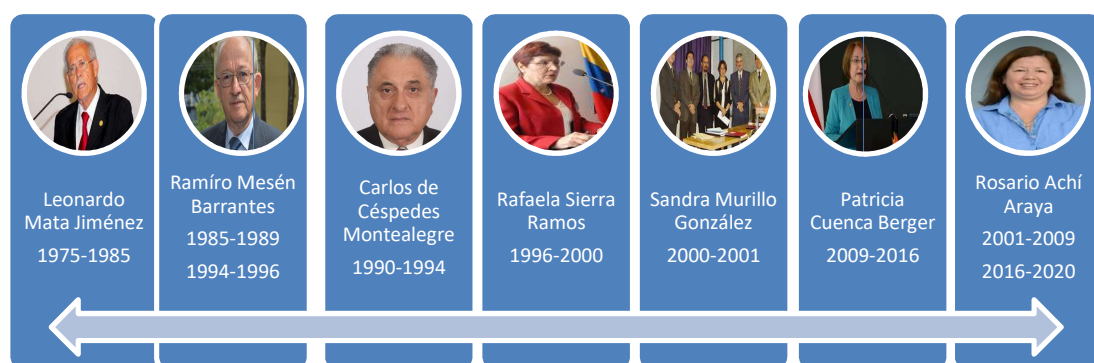 Leonardo
Mata Jiménez
1975-1985
Ramíro Mesén
Barrantes
1985-1989
1994-1996
Carlos de
Céspedes
Montealegre
1990-1994
Rafaela Sierra
Ramos
1996-2000
Sandra Murillo
González
2000-2001
Patricia
Cuenca Berger
2009-2016
Rosario Achí
Araya
2001-2009
2016-2020